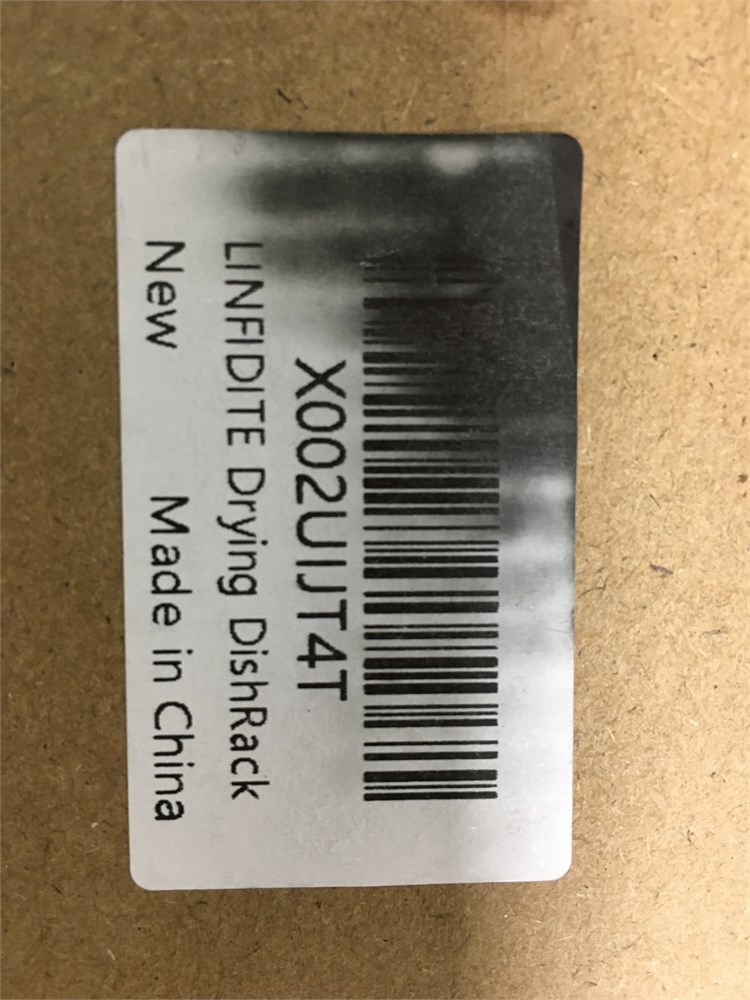 X002UIJT4T
LINFIDITE Drying DishRack
New Made in China